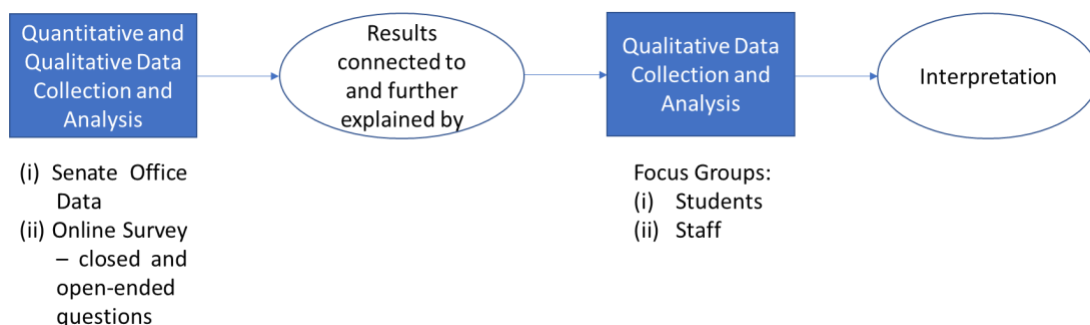 Quantitative and
Qualitative Data
Collection and
Analysis
Results
connected to
and further
explained by
Qualitative Data
Collection and
Analysis
Interpretation
(i) Senate Office
Data
(ii) Online Survey
– closed and
open-ended
questions
Focus Groups:
(i) Students
(ii) Staff